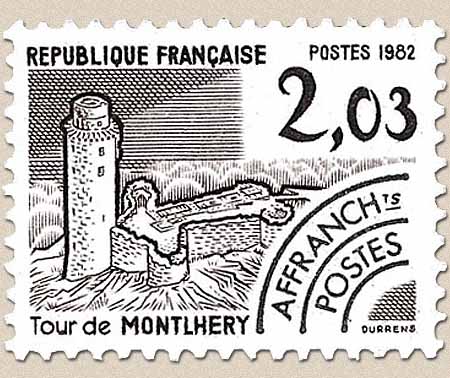 REPUBLIQUE FRANÇAISE
POSTES 1982
2,03
AFFRANCHTS
POSTES
Tour de MONTLHERY
DURRENS